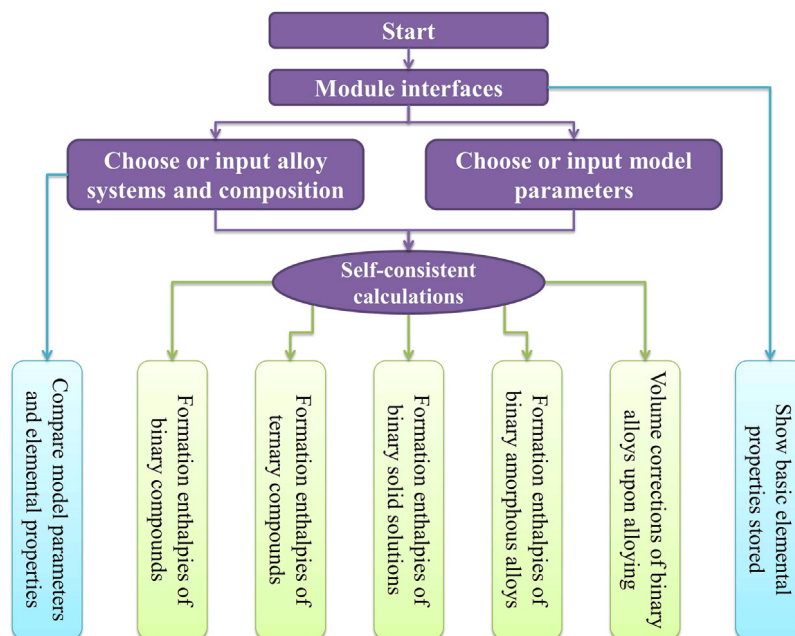 Start
Module interfaces
Choose or input alloy
systems and composition
Choose or input model
parameters
Self-consistent
calculations
Compare model parameters
and elemental properties
Formation enthalpies of
binary compounds
Formation enthalpies of
ternary compounds
Formation enthalpies of
binary solid solutions
Formation enthalpies of
binary amorphous alloys
Volume corrections of binary
alloys upon alloying
Show basic elemental
properties stored